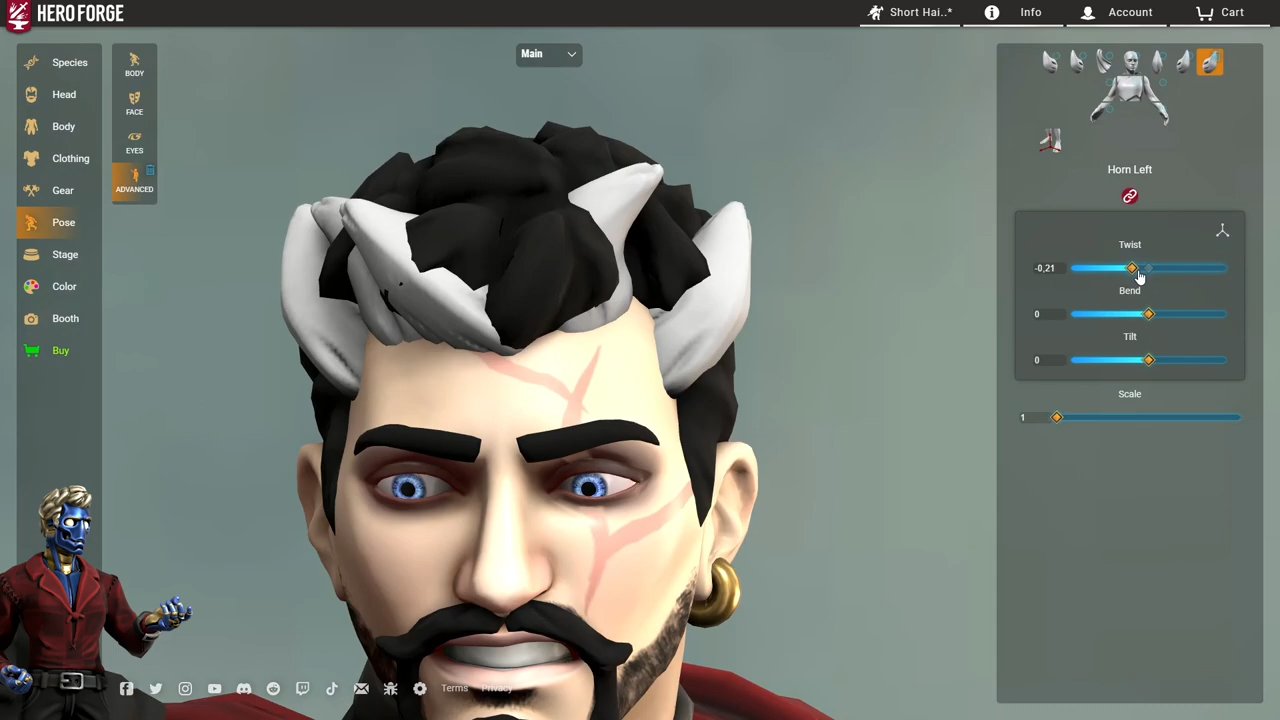 HERO FORGE
Short Hai..*
Info
Account
Cart
Species
Head
Body
Clothing
Gear
Pose
Stage
Color
Booth
Buy
BODY
FACE
EYES
ADVANCED
Main
Horn Left
Twist
-0,21
Bend
0
Tilt
0
Scale
1
Terms
Privacy